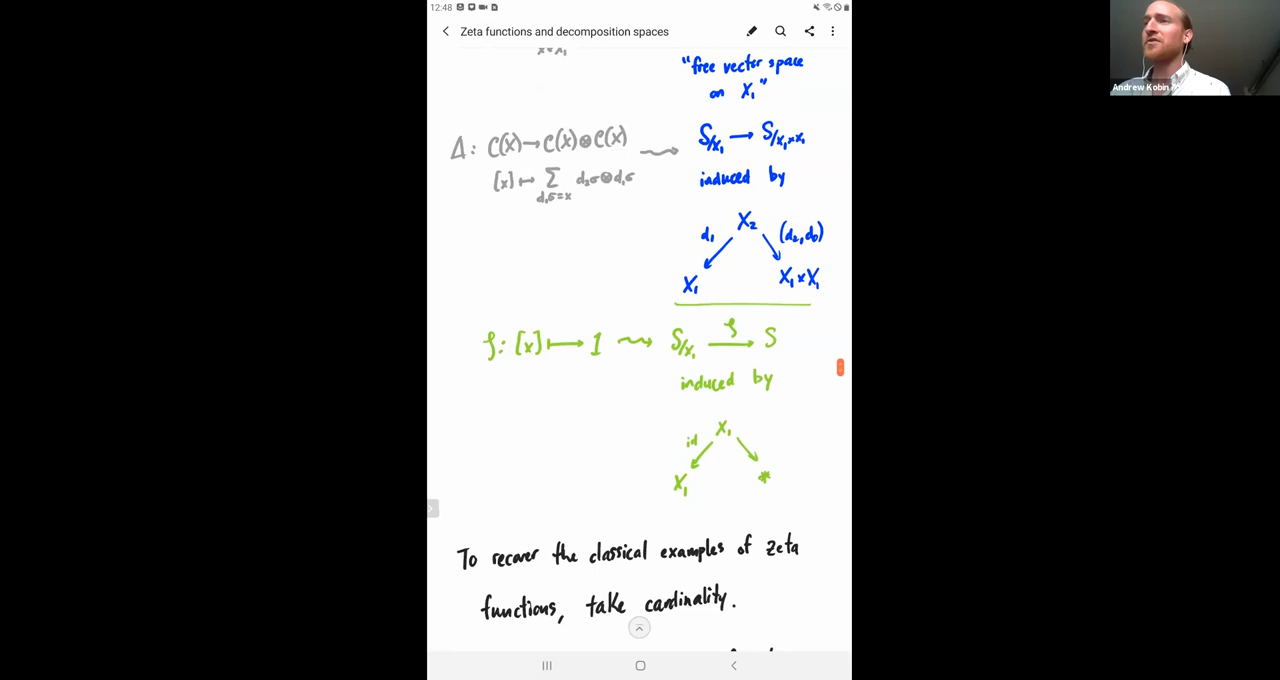 12:48
Zeta functions and decomposition spaces
Andrew Kobin
"free vector space
on X₁"
Δ: C(X) → C(X) ⊗ C(X) ⇝ S/X₁ → S/X₁×X₁
[x] ↦ Σ d₂σ ⊗ d₁σ
d₁σ=x
induced by
X₂
d₁ (d₂,d₀)
X₁ X₁ × X₁
ζ: [x] ⟼ 1 ⇝ S/X₁ ⟶ S
ζ
induced by
X₁
id
X₁ *
To recover the classical examples of zeta
functions, take cardinality.